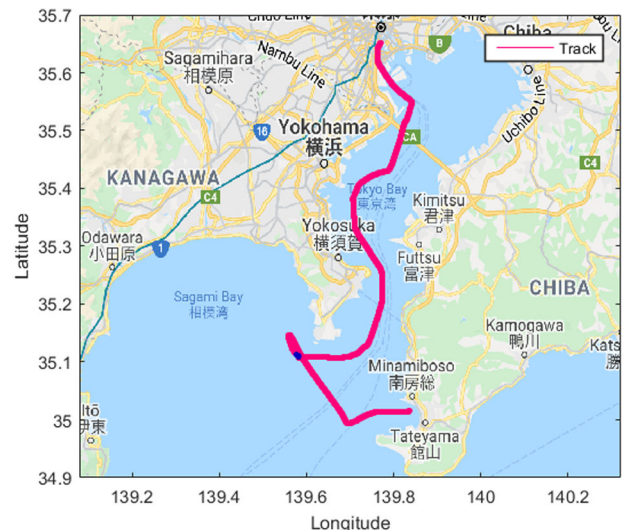 35.7
35.6
35.5
35.4
35.3
35.2
35.1
35
34.9
Latitude
139.2
139.4
139.6
139.8
140
140.2
Longitude
Track
B
Chiba
Sagamihara
相模原
Nambu Line
Uchibo Line
16
Yokohama
横浜
CA
C4
KANAGAWA
C4
Tokyo Bay
東京湾
Kimitsu
君津
Yokosuka
横須賀
Odawara
小田原
1
Futtsu
富津
Sagami Bay
相模湾
CHIBA
Kamogawa
鴨川
Kats
勝
Minamiboso
南房総
Itō
伊東
Tateyama
館山